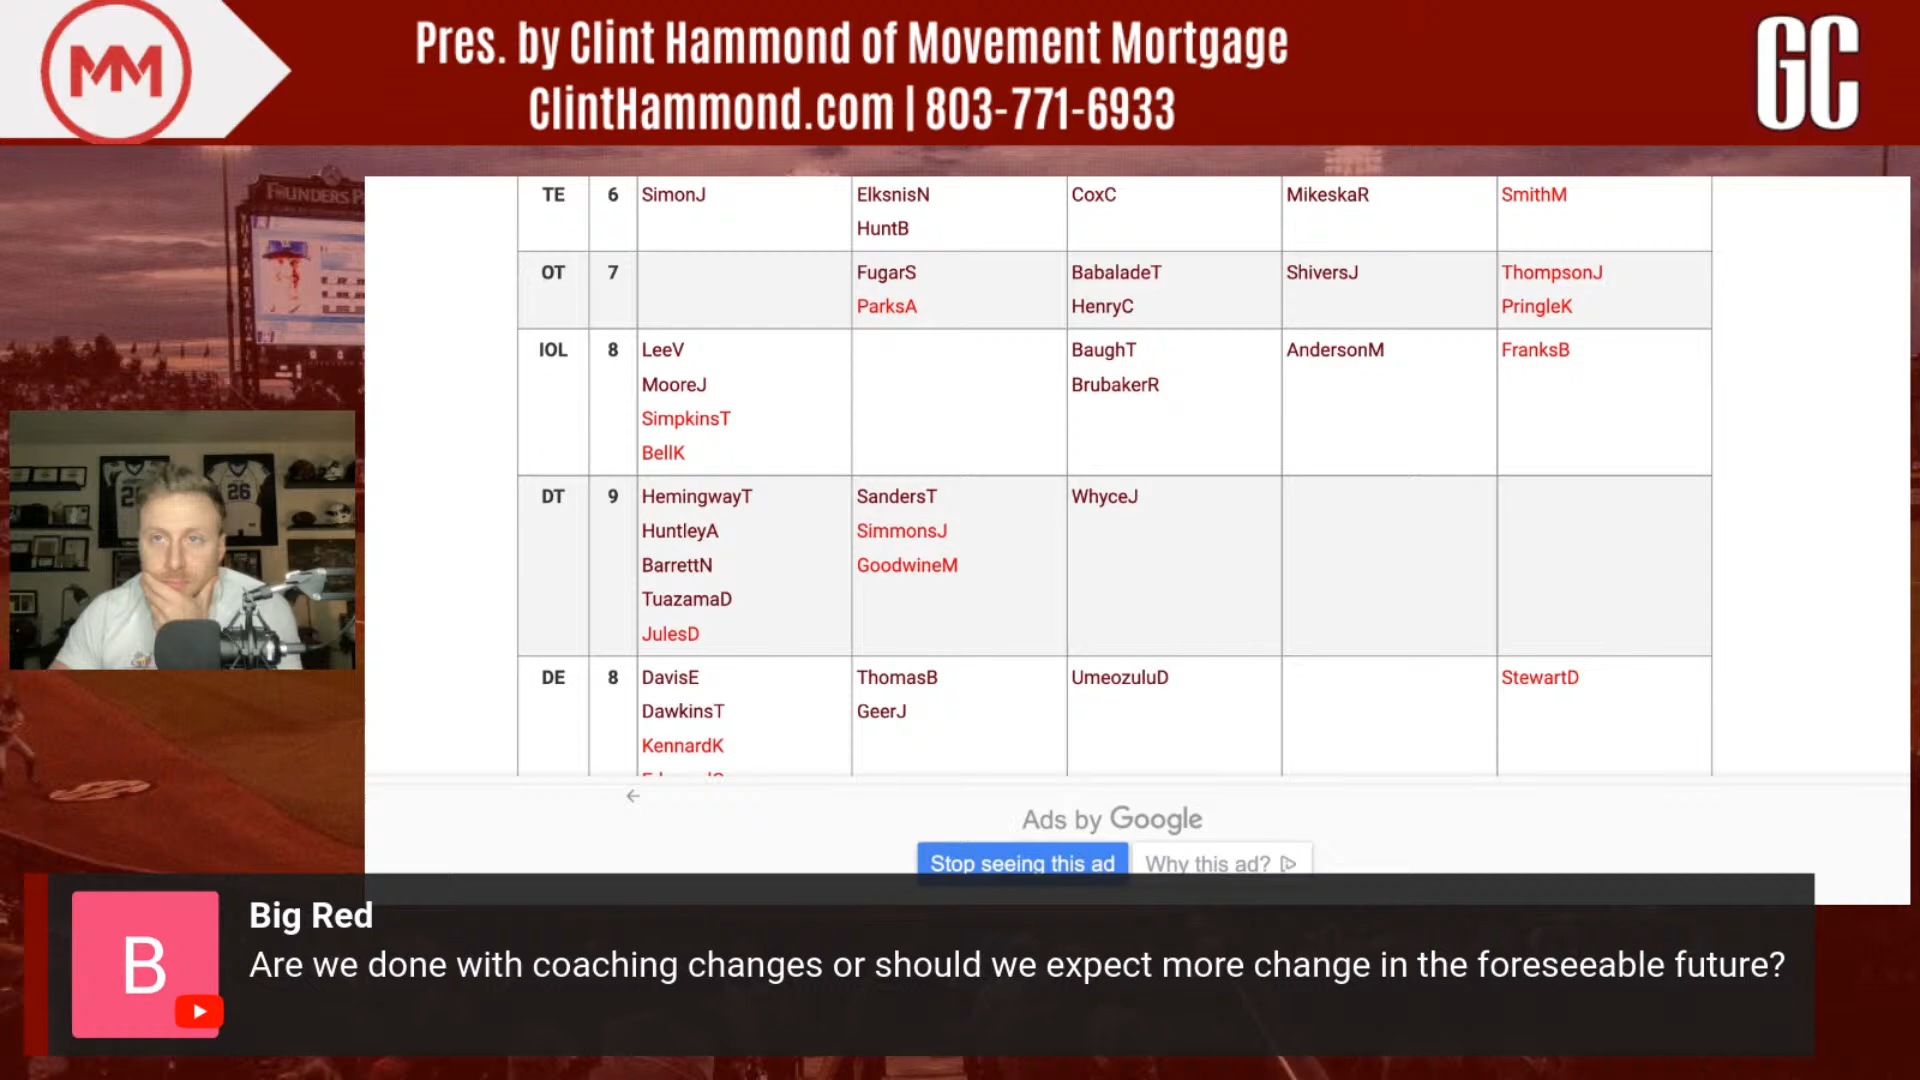 MM
Pres. by Clint Hammond of Movement Mortgage
ClintHammond.com | 803-771-6933
GC
FOUNDERS
TE 6 SimonJ ElksnisN CoxC MikeskaR SmithM
HuntB
OT 7 FugarS BabaladeT ShiversJ ThompsonJ
ParksA HenryC PringleK
IOL 8 LeeV BaughT AndersonM FranksB
MooreJ BrubakerR
SimpkinsT
BellK
DT 9 HemingwayT SandersT WhyceJ
HuntleyA SimmonsJ
BarrettN GoodwineM
TuazamaD
JulesD
DE 8 DavisE ThomasB UmeozuluD StewartD
DawkinsT GeerJ
KennardK
26
Ads by Google
Stop seeing this ad Why this ad?
B
Big Red
Are we done with coaching changes or should we expect more change in the foreseeable future?